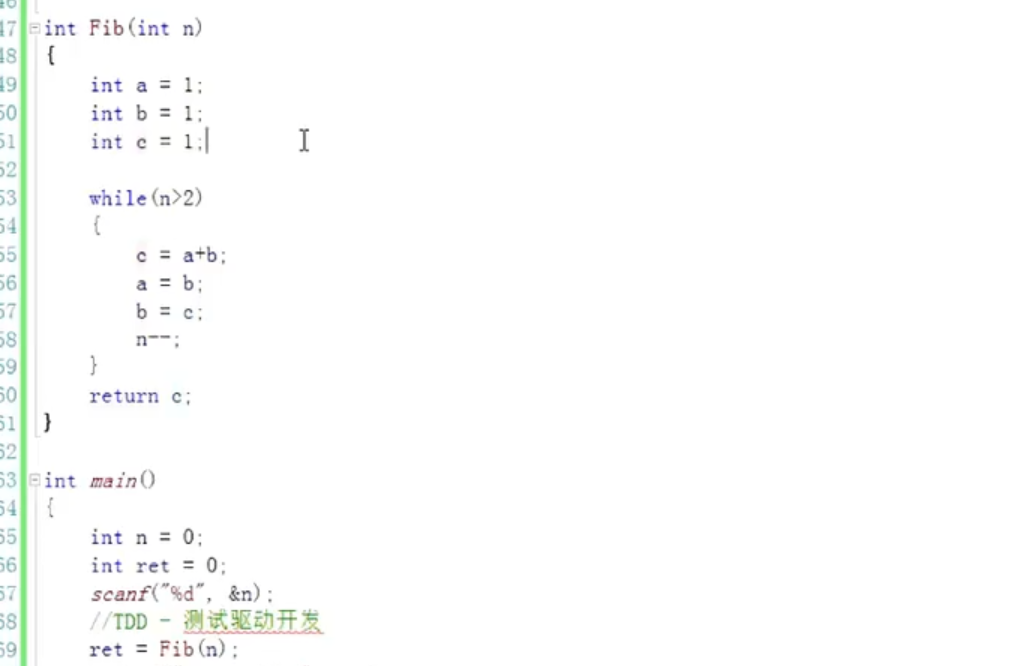 47 int Fib(int n)
48 {
49 int a = 1;
50 int b = 1;
51 int c = 1;
52
53 while(n>2)
54 {
55 c = a+b;
56 a = b;
57 b = c;
58 n--;
59 }
60 return c;
61 }
62
63 int main()
64 {
65 int n = 0;
66 int ret = 0;
67 scanf("%d", &n);
68 //TDD - 测试驱动开发
69 ret = Fib(n);